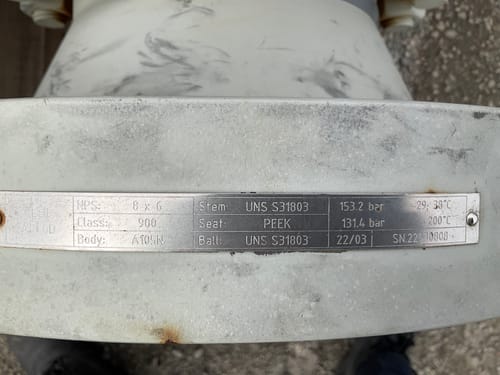 NPS: 8 x 6 Stem: UNS S31803 153.2 bar -29, 38°C
Class: 900 Seat: PEEK 131.4 bar 200°C
Body: A105N Ball: UNS S31803 22/03